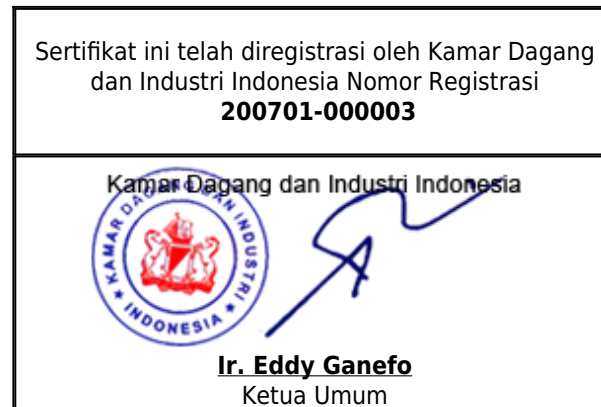 Sertifikat ini telah diregistrasi oleh Kamar Dagang
dan Industri Indonesia Nomor Registrasi
200701-000003
Kamar Dagang dan Industri Indonesia
KAMAR DAGANG DAN INDUSTRI
INDONESIA
Ir. Eddy Ganefo
Ketua Umum